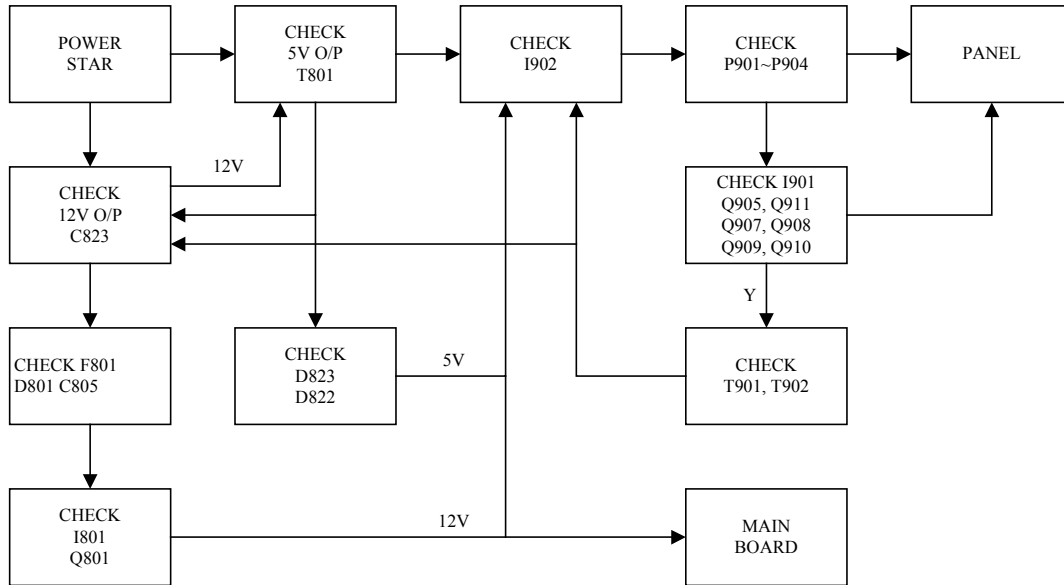 POWER
STAR
CHECK
5V O/P
T801
CHECK
I902
CHECK
P901~P904
PANEL
12V
CHECK
12V O/P
C823
CHECK I901
Q905, Q911
Q907, Q908
Q909, Q910
Y
CHECK F801
D801 C805
CHECK
D823
D822
5V
CHECK
T901, T902
CHECK
I801
Q801
12V
MAIN
BOARD